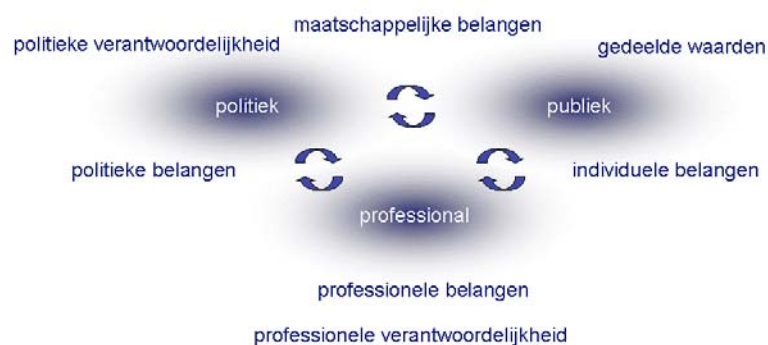 maatschappelijke belangen
politieke verantwoordelijkheid
gedeelde waarden
politiek
publiek
politieke belangen
individuele belangen
professional
professionele belangen
professionele verantwoordelijkheid